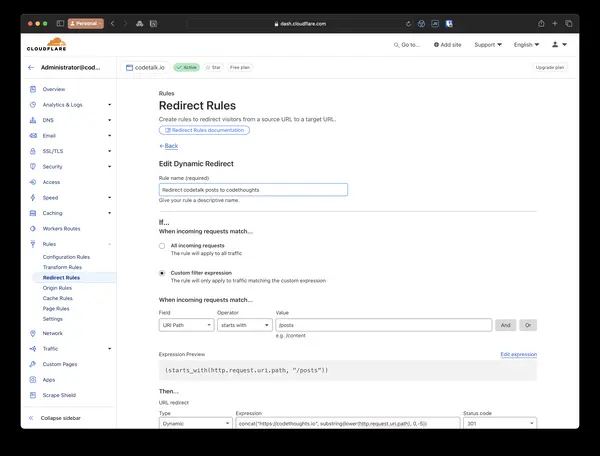 Personal
dash.cloudflare.com
CLOUDFLARE
Go to...
Add site
Support
English
Administrator@cod...
codetalk.io
Active
Star
Free plan
Upgrade plan
Overview
Analytics & Logs
DNS
Email
SSL/TLS
Security
Access
Speed
Caching
Workers Routes
Rules
Configuration Rules
Transform Rules
Redirect Rules
Origin Rules
Cache Rules
Page Rules
Settings
Network
Traffic
Custom Pages
Apps
Scrape Shield
Collapse sidebar
Rules
Redirect Rules
Create rules to redirect visitors from a source URL to a target URL.
Redirect Rules documentation
Back
Edit Dynamic Redirect
Rule name (required)
Redirect codetalk posts to codethoughts
Give your rule a descriptive name.
If...
When incoming requests match...
All incoming requests
The rule will apply to all traffic
Custom filter expression
The rule will only apply to traffic matching the custom expression
When incoming requests match...
Field Operator Value
URI Path starts with /posts And Or
e.g. /content
Expression Preview Edit expression
(starts_with(http.request.uri.path, "/posts"))
Then...
URL redirect
Type Expression Status code
Dynamic concat("https://codethoughts.io", substring(lower(http.request.uri.path), 0,-5)) 301